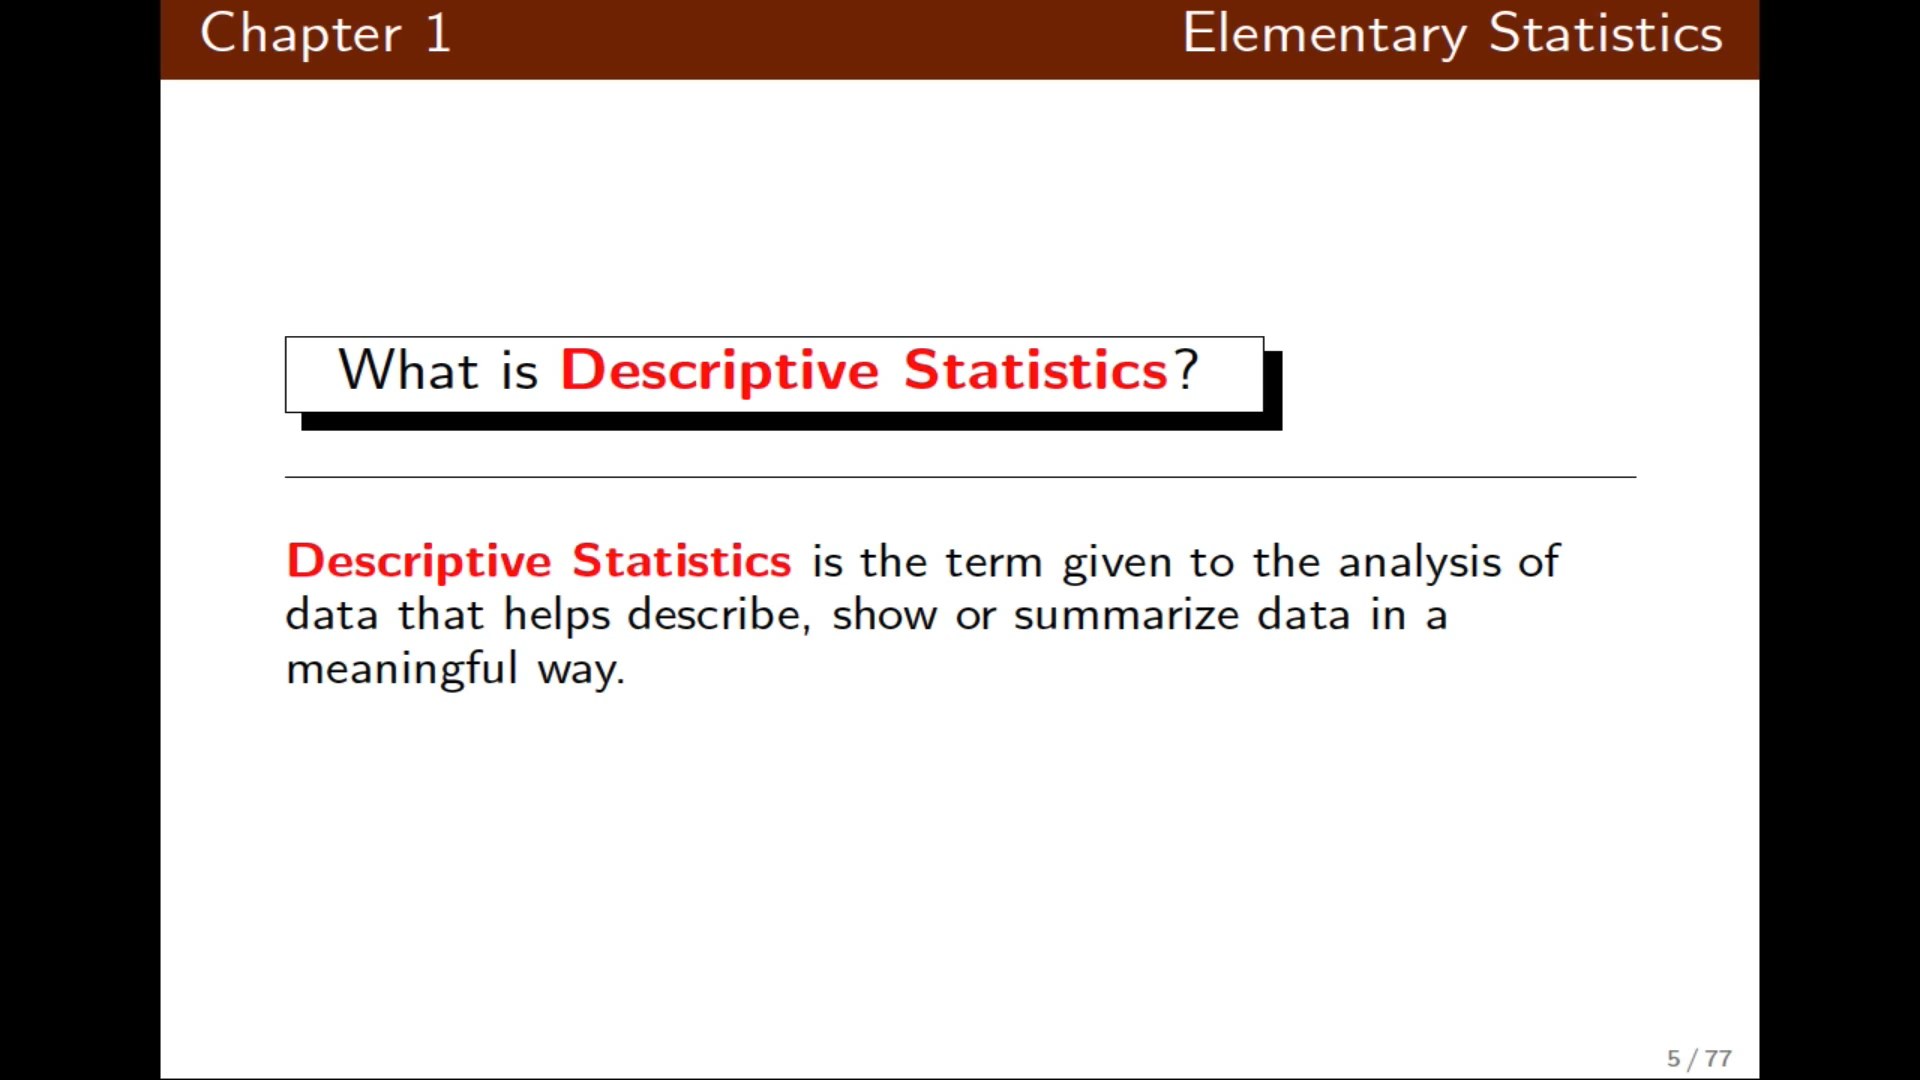 Chapter 1 Elementary Statistics
What is Descriptive Statistics?
Descriptive Statistics is the term given to the analysis of
data that helps describe, show or summarize data in a
meaningful way.
5 / 77